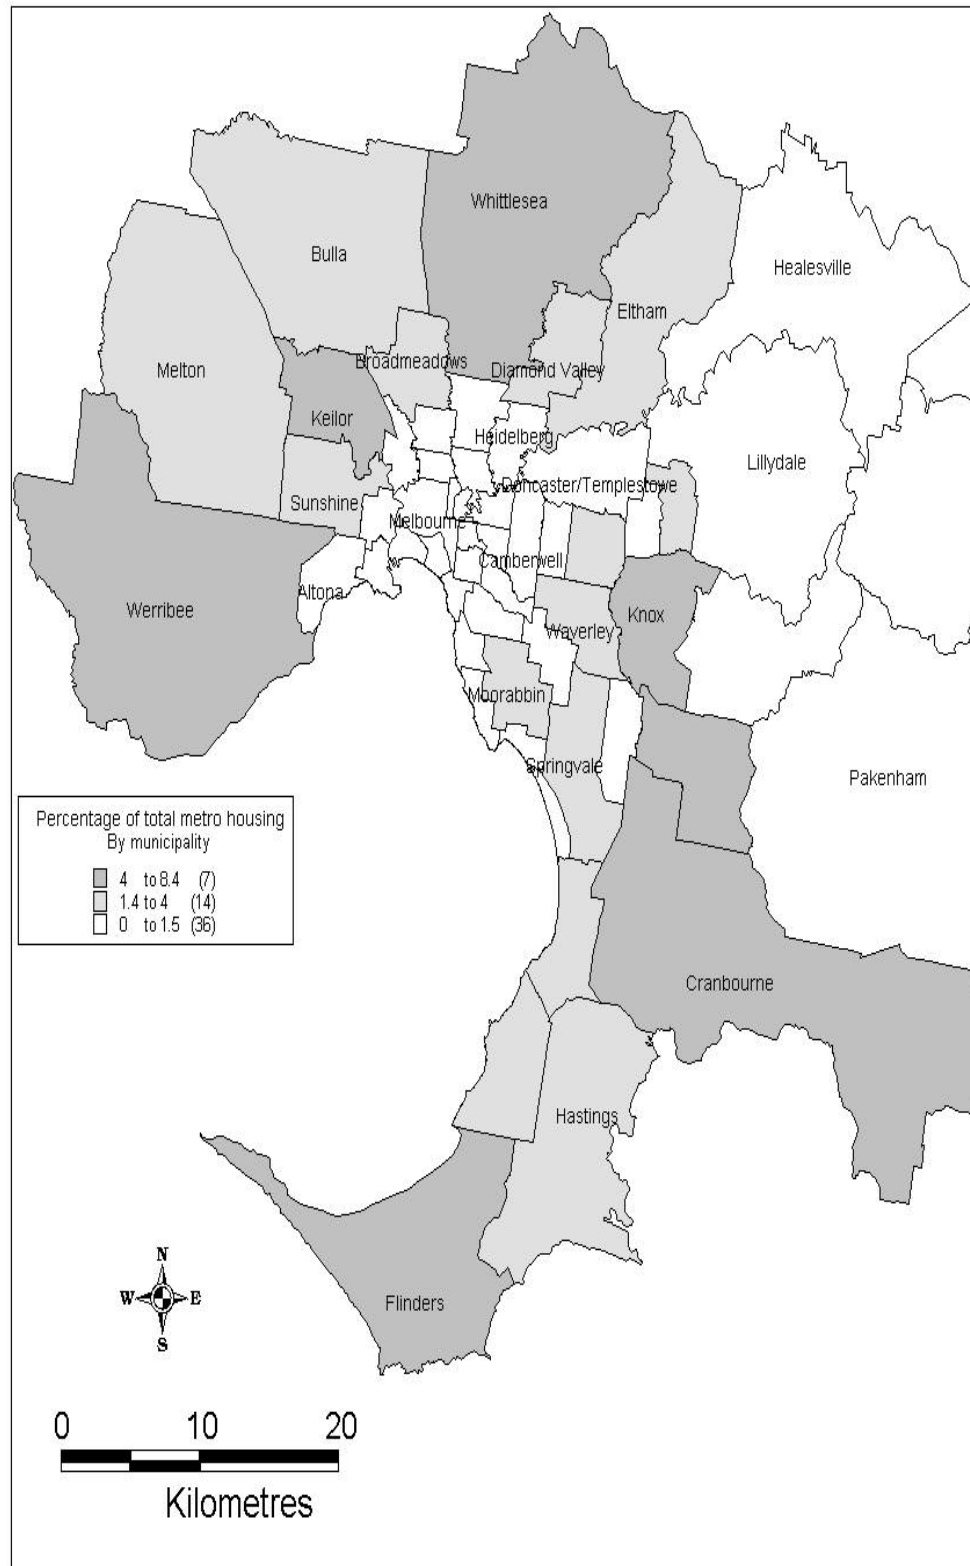 Whittlesea
Bulla
Healesville
Eltham
Melton
Broadmeadows
Diamond Valley
Keilor
Heidelberg
Lillydale
Doncaster/Templestowe
Sunshine
Melbourne
Camberwell
Altona
Werribee
Knox
Waverley
Moorabbin
Springvale
Pakenham
Percentage of total metro housing
By municipality
4 to 8.4 (7)
1.4 to 4 (14)
0 to 1.5 (36)
Cranbourne
Hastings
Flinders
N
W E
S
0 10 20
Kilometres